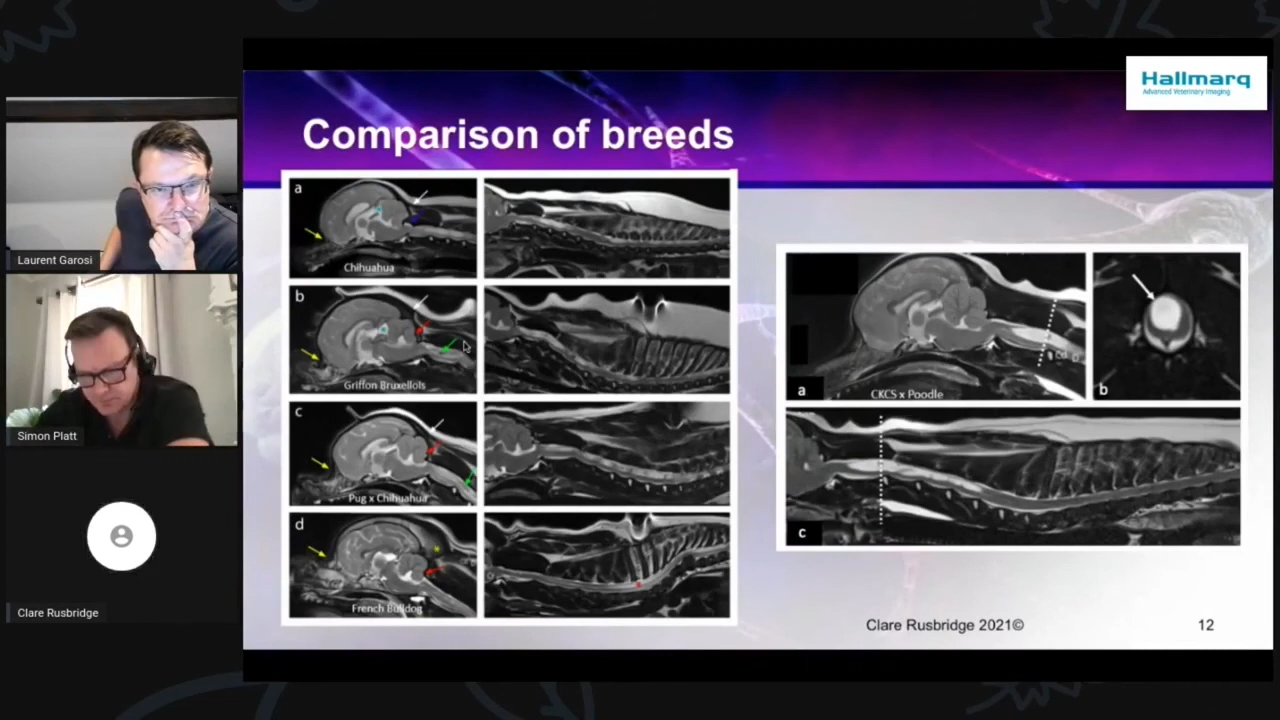 Hallmarq
Advanced Veterinary Imaging
Comparison of breeds
a
Chihuahua
b
Griffon Bruxellois
c
Pug x Chihuahua
d
French Bulldog
a
CKCS x Poodle
b
c
Laurent Garosi
Simon Platt
Clare Rusbridge
Clare Rusbridge 2021©
12